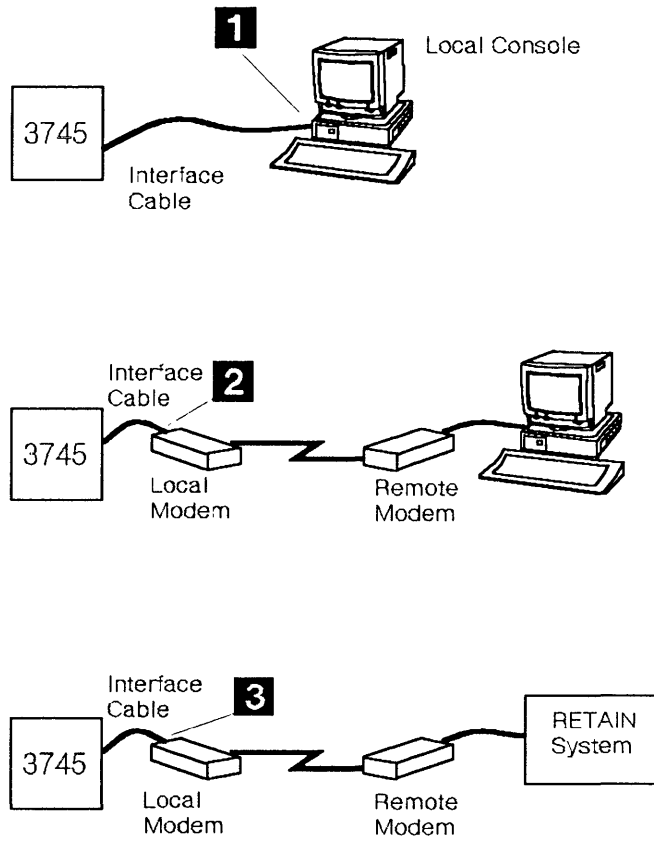 1
Local Console
3745
Interface
Cable
Interface
Cable
2
3745
Local
Modem
Remote
Modem
Interface
Cable
3
3745
Local
Modem
Remote
Modem
RETAIN
System